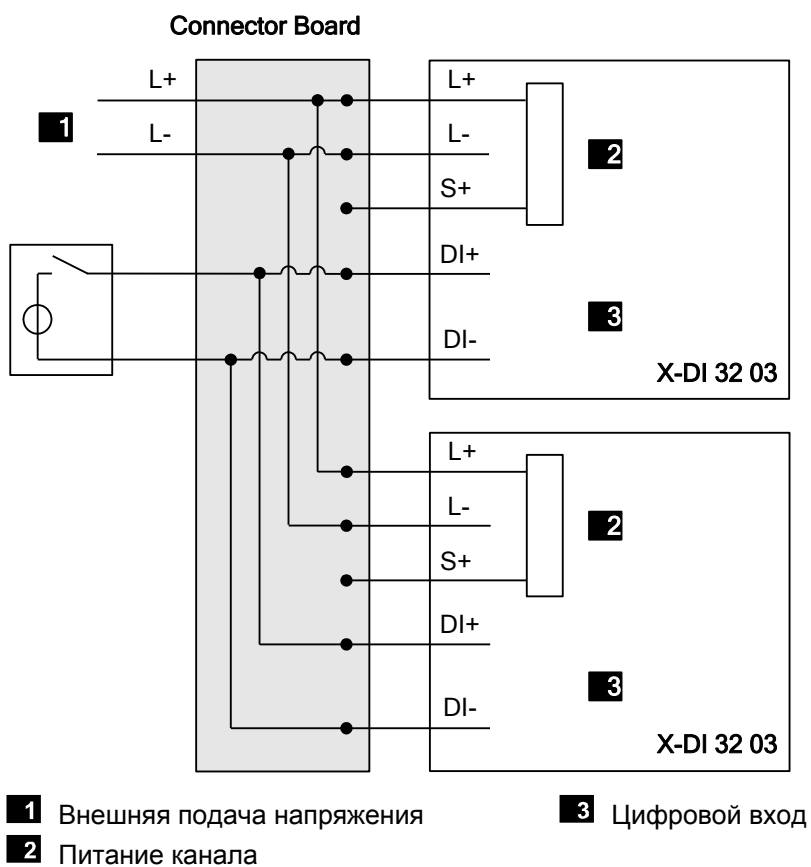 Connector Board
L+ L+
1 L- L- 2
S+
DI+
3
DI-
X-DI 32 03
L+
L- 2
S+
DI+
3
DI-
X-DI 32 03
1 Внешняя подача напряжения 3 Цифровой вход
2 Питание канала